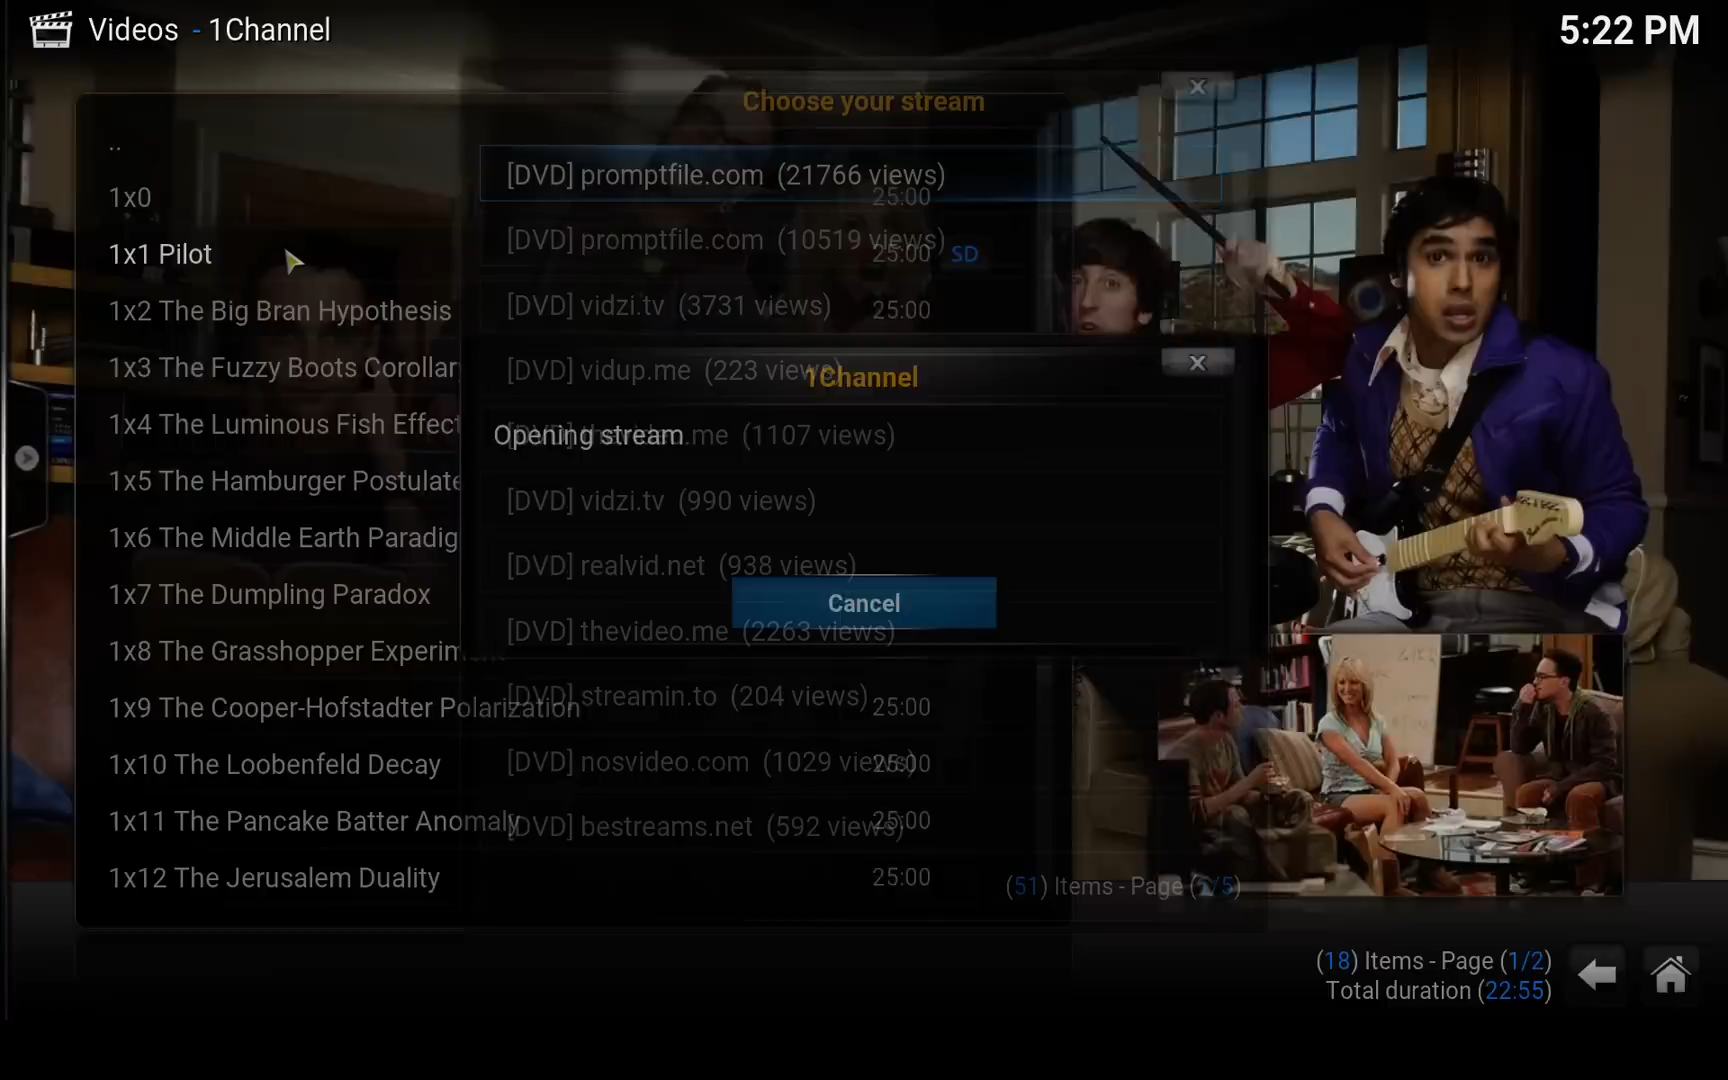 Videos - 1Channel
5:22 PM
Choose your stream
..
[DVD] promptfile.com (21766 views)
1x0
25:00
[DVD] promptfile.com (10519 views)
1x1 Pilot
25:00 SD
[DVD] vidzi.tv (3731 views)
1x2 The Big Bran Hypothesis
25:00
1x3 The Fuzzy Boots Corollar
[DVD] vidup.me (223 views)
1Channel
1x4 The Luminous Fish Effect
Opening stream
[DVD] thevideo.me (1107 views)
1x5 The Hamburger Postulate
[DVD] vidzi.tv (990 views)
1x6 The Middle Earth Paradig
[DVD] realvid.net (938 views)
1x7 The Dumpling Paradox
Cancel
[DVD] thevideo.me (2263 views)
1x8 The Grasshopper Experiment
[DVD] streamin.to (204 views)
1x9 The Cooper-Hofstadter Polarization
25:00
[DVD] nosvideo.com (1029 views)
1x10 The Loobenfeld Decay
25:00
1x11 The Pancake Batter Anomaly
25:00
[DVD] bestreams.net (592 views)
1x12 The Jerusalem Duality
25:00
(51) Items - Page (1/5)
(18) Items - Page (1/2)
Total duration (22:55)